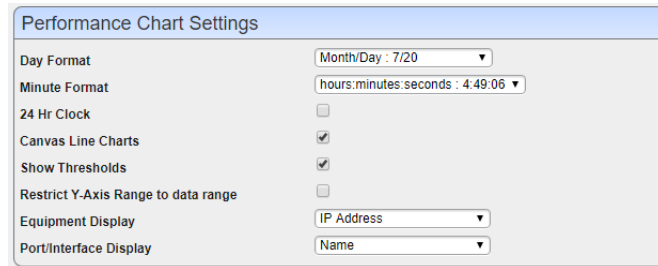 Performance Chart Settings
Day Format Month/Day : 7/20
Minute Format hours:minutes:seconds : 4:49:06
24 Hr Clock
Canvas Line Charts
Show Thresholds
Restrict Y-Axis Range to data range
Equipment Display IP Address
Port/Interface Display Name